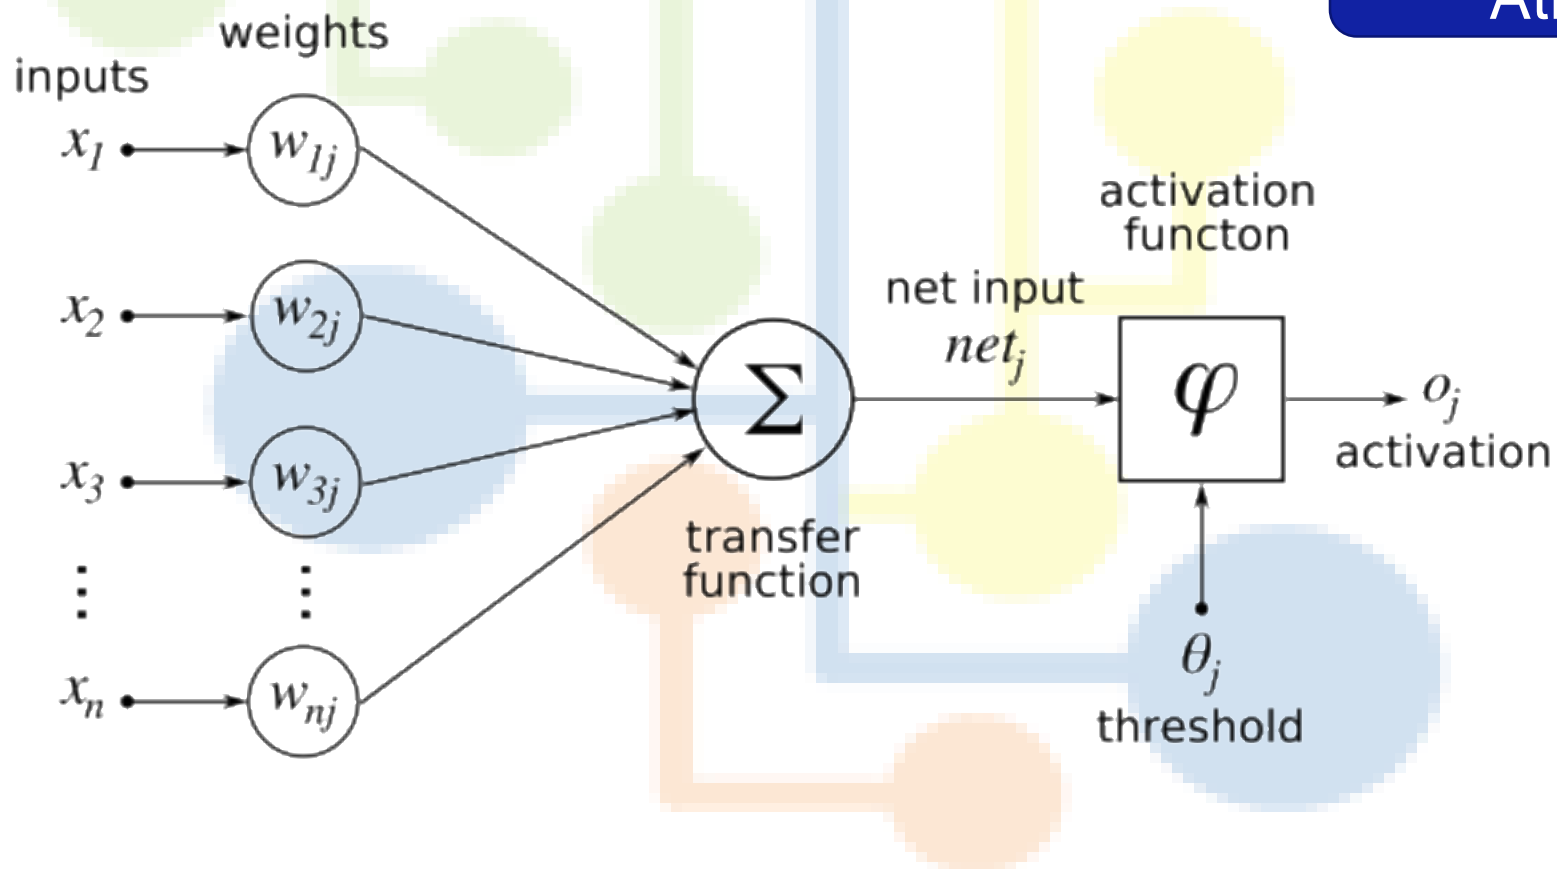 weights
inputs
x1
w1j
x2
w2j
x3
w3j
⋮
⋮
xn
wnj
Σ
transfer
function
net input
netj
activation
functon
φ
oj
activation
θj
threshold